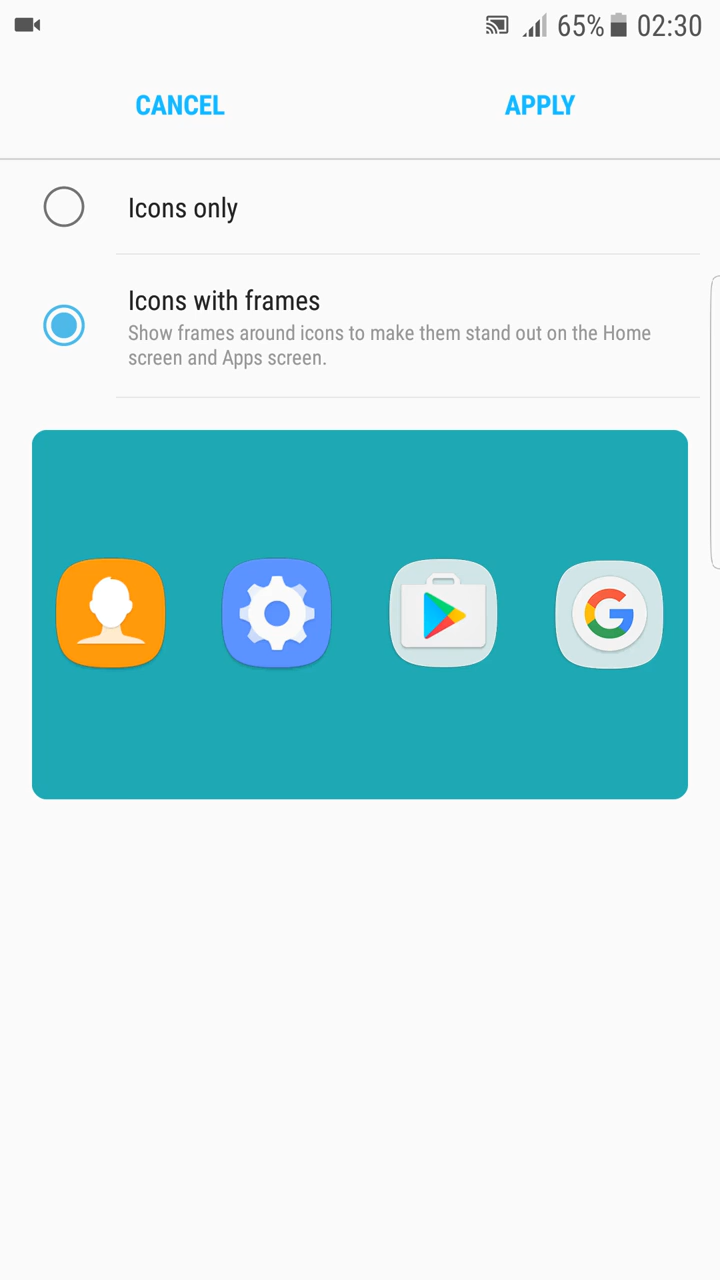 65% 02:30
CANCEL APPLY
Icons only
Icons with frames
Show frames around icons to make them stand out on the Home
screen and Apps screen.
G